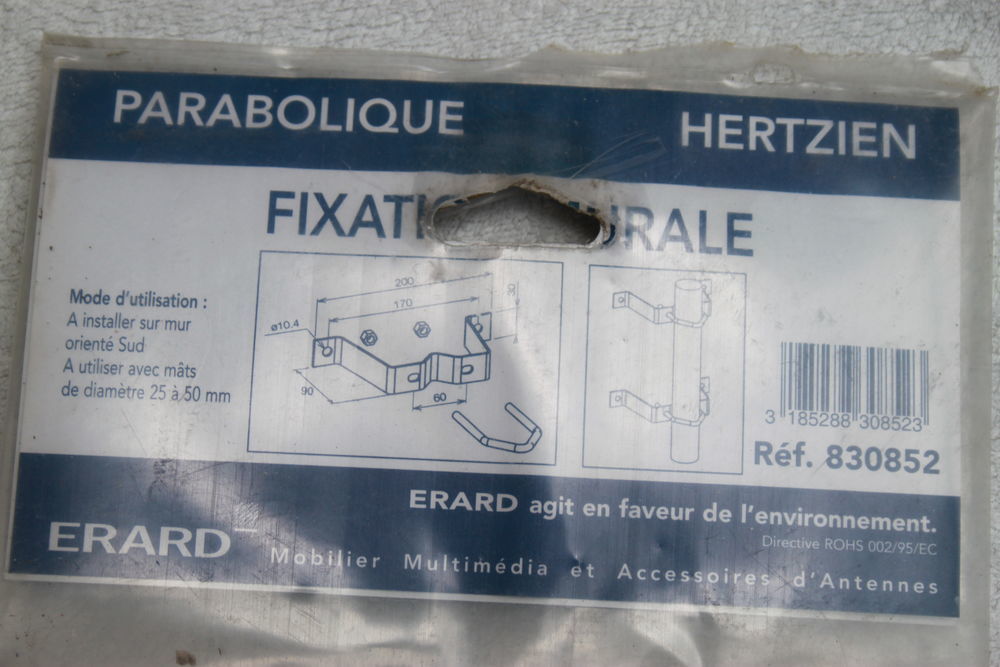 PARABOLIQUE
HERTZIEN
FIXATI URALE
Mode d'utilisation :
A installer sur mur
orienté Sud
A utiliser avec mâts
de diamètre 25 à 50 mm
200
170
30
ø10.4
90
60
3 185288 308523
Réf. 830852
ERARD agit en faveur de l'environnement.
Directive ROHS 002/95/EC
ERARD
Mobilier Multimédia et Accessoires d'Antennes